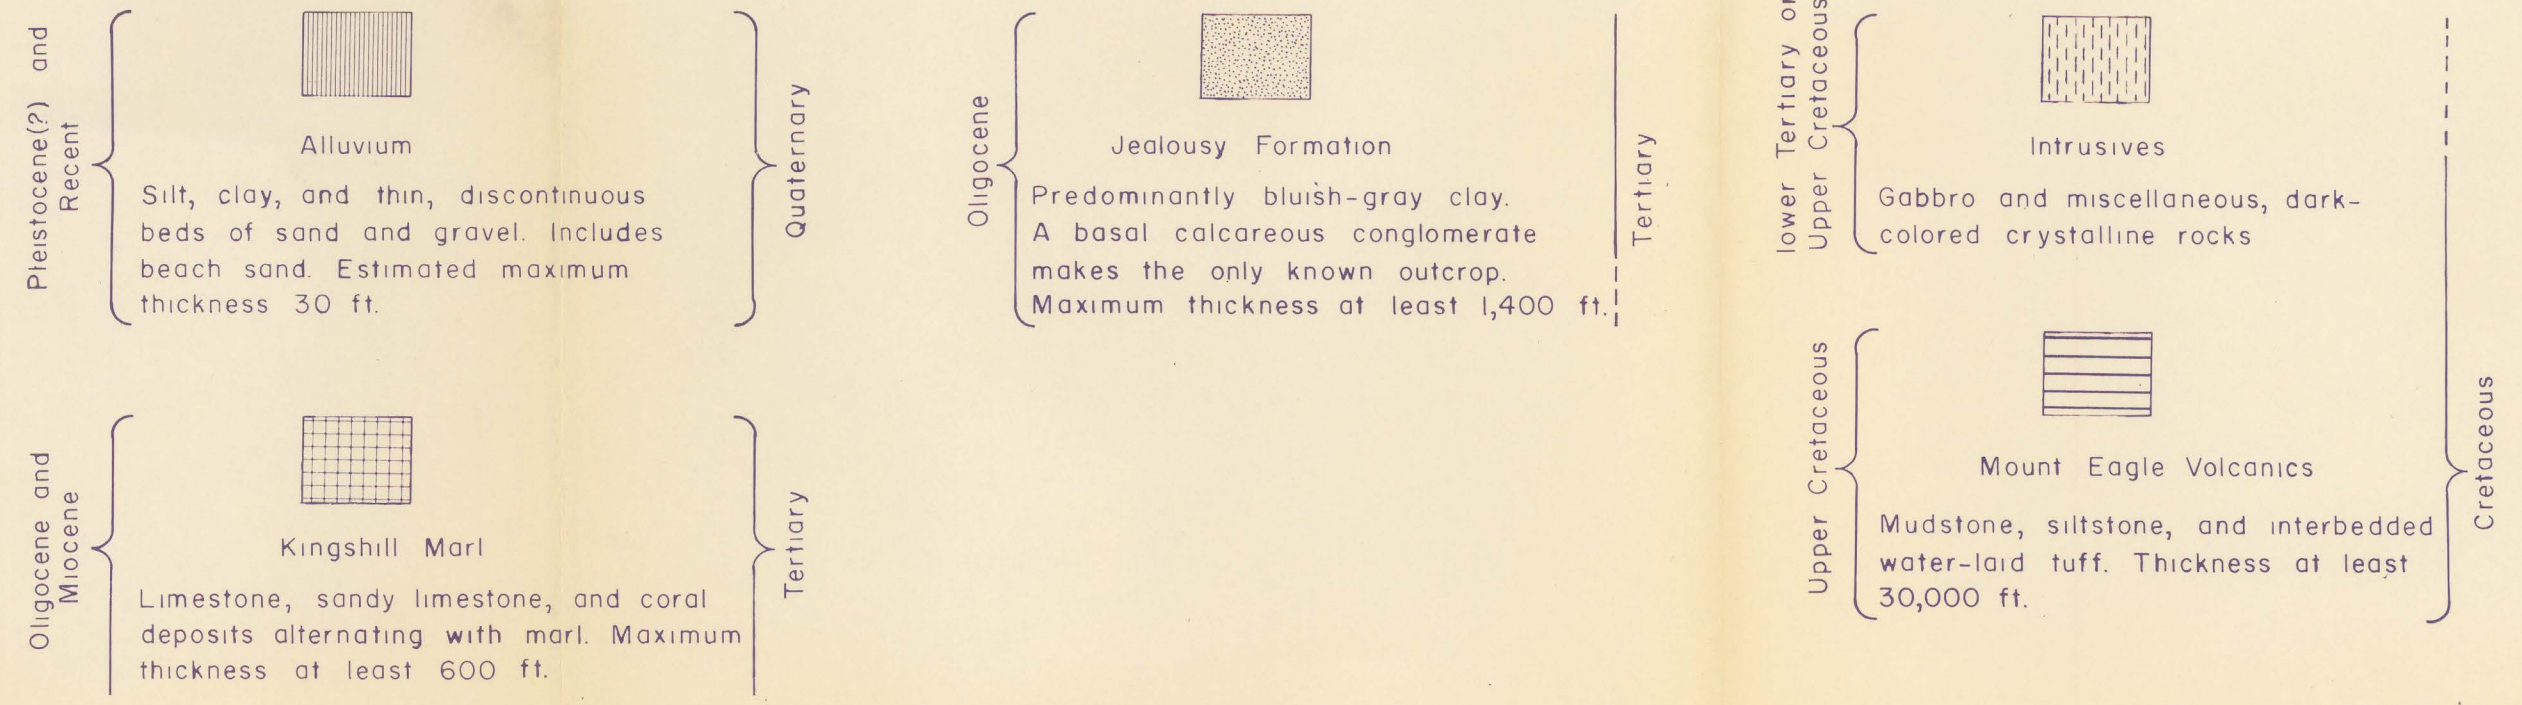 Pleistocene(?) and
Recent
Alluvium
Silt, clay, and thin, discontinuous
beds of sand and gravel. Includes
beach sand. Estimated maximum
thickness 30 ft.
Quaternary
Oligocene and
Miocene
Kingshill Marl
Limestone, sandy limestone, and coral
deposits alternating with marl. Maximum
thickness at least 600 ft.
Tertiary
Oligocene
Jealousy Formation
Predominantly bluish-gray clay.
A basal calcareous conglomerate
makes the only known outcrop.
Maximum thickness at least 1,400 ft.
Tertiary
lower Tertiary or
Upper Cretaceous
Intrusives
Gabbro and miscellaneous, dark-
colored crystalline rocks
Upper Cretaceous
Mount Eagle Volcanics
Mudstone, siltstone, and interbedded
water-laid tuff. Thickness at least
30,000 ft.
Cretaceous